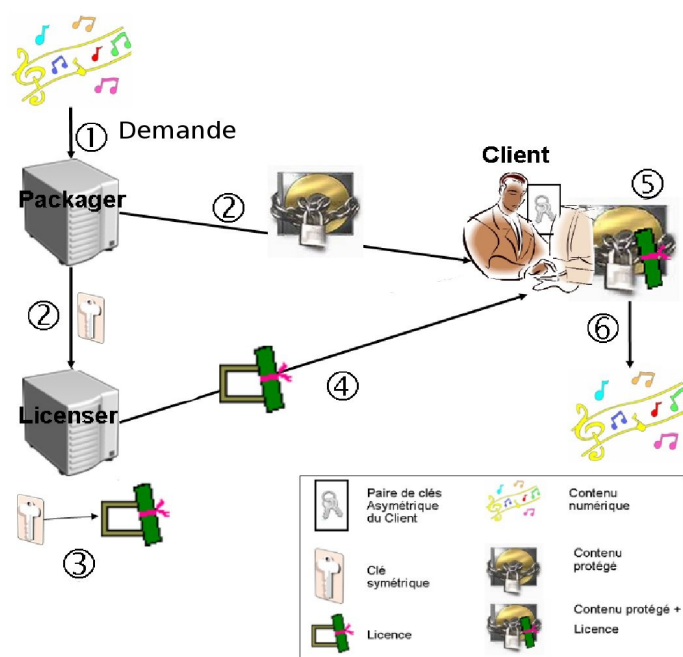 ① Demande
Client
Packager
②
⑤
②
⑥
④
Licenser
③
Paire de clés
Asymétrique
du Client
Contenu
numérique
Clé
symétrique
Contenu
protégé
Licence
Contenu protégé +
Licence